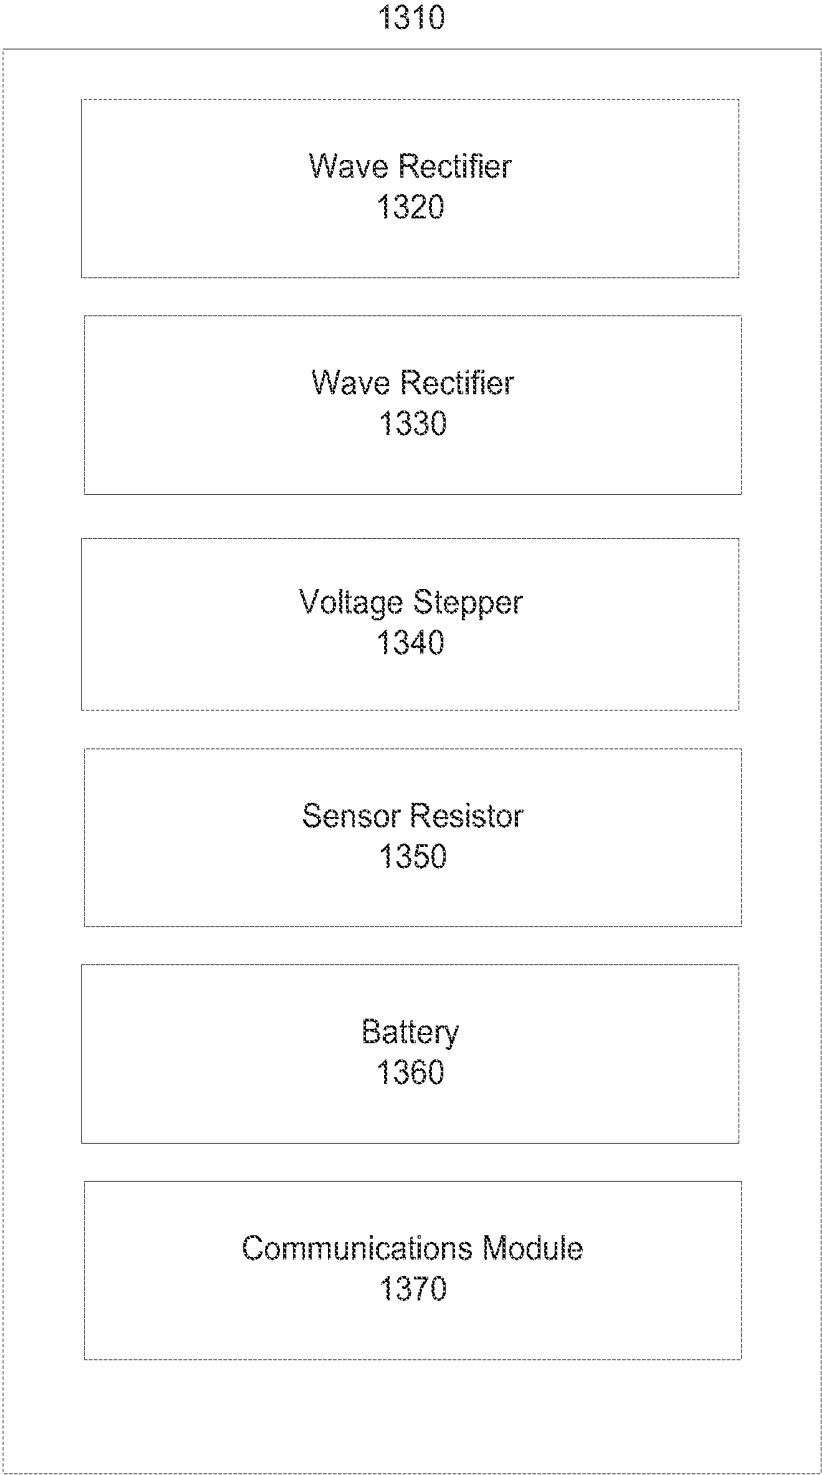 1310
Wave Rectifier
1320
Wave Rectifier
1330
Voltage Stepper
1340
Sensor Resistor
1350
Battery
1360
Communications Module
1370